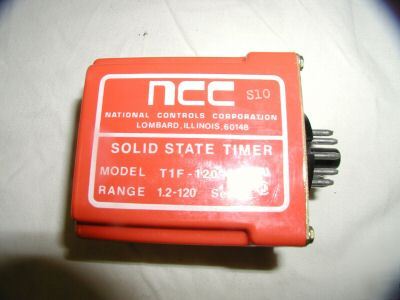 ncc S10
NATIONAL CONTROLS CORPORATION
LOMBARD, ILLINOIS, 60148
SOLID STATE TIMER
MODEL
RANGE 1.2-120